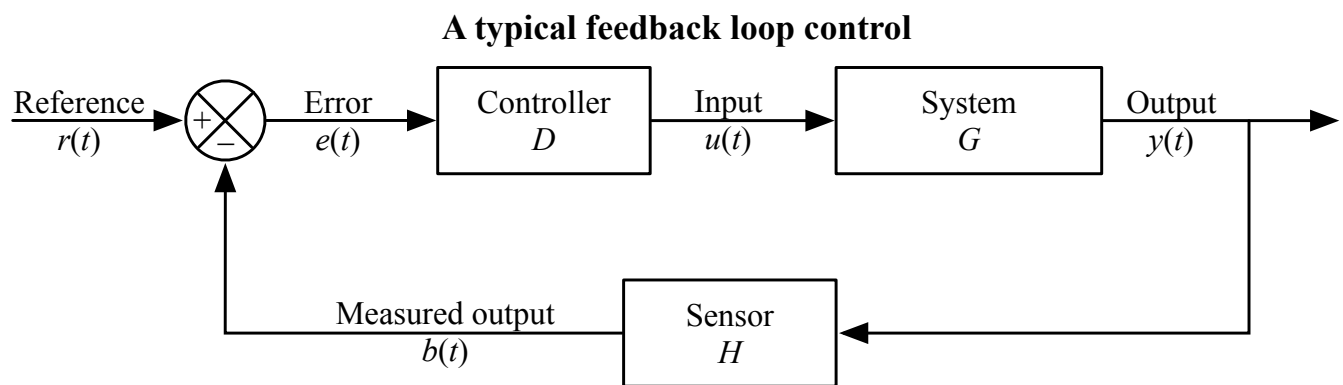 A typical feedback loop control
Reference
r(t)
+
−
Error
e(t)
Controller
D
Input
u(t)
System
G
Output
y(t)
Measured output
b(t)
Sensor
H